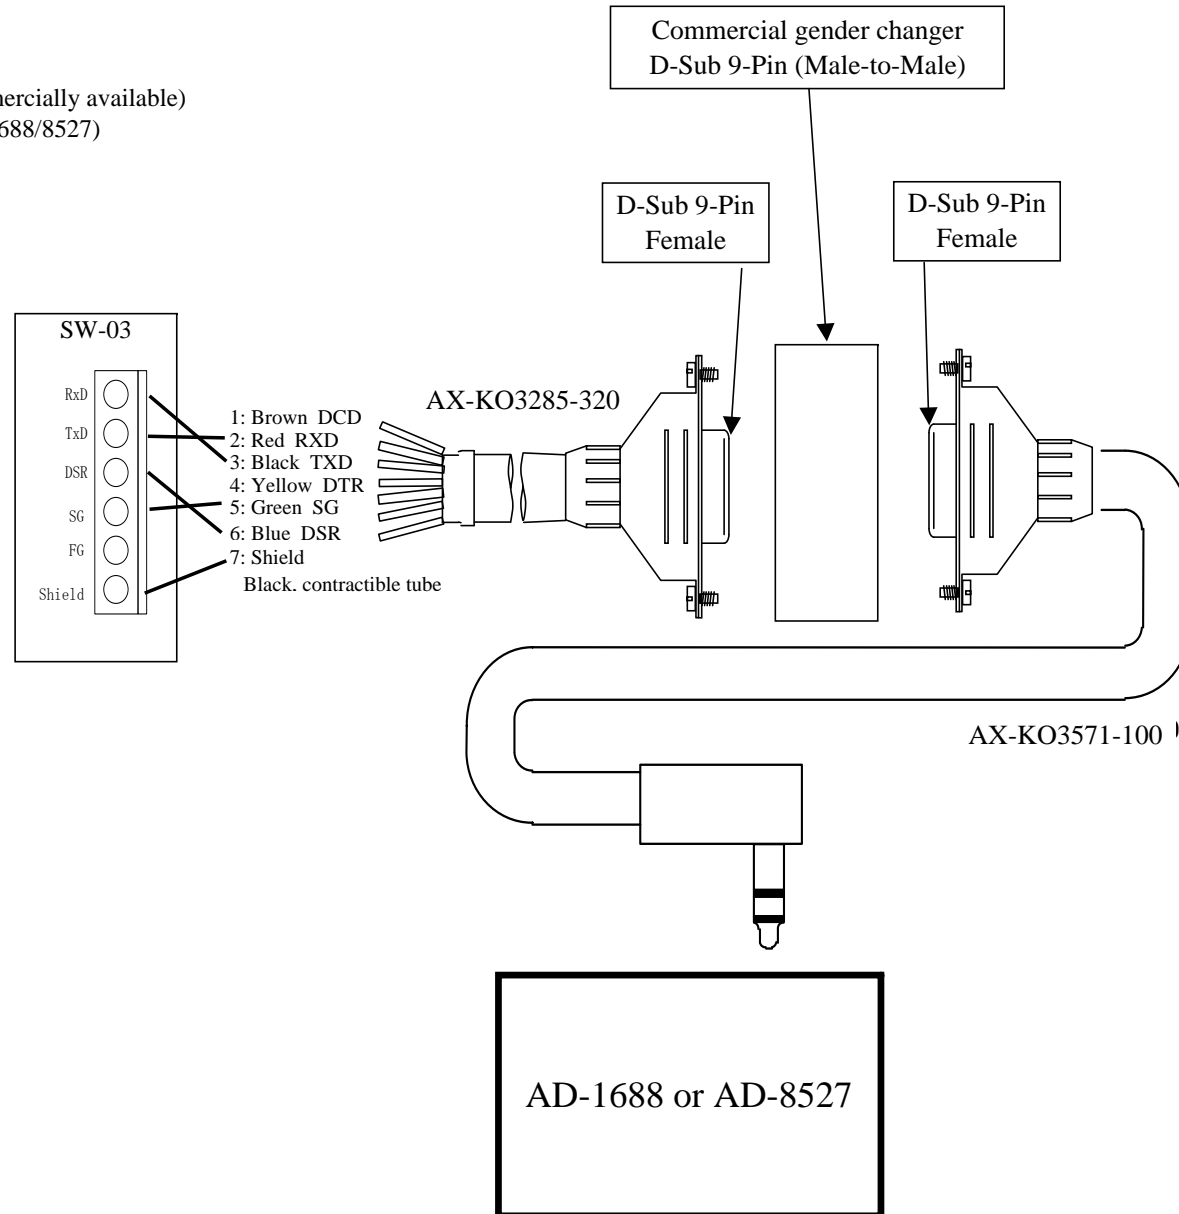 Commercial gender changer
D-Sub 9-Pin (Male-to-Male)
ercially available)
688/8527)
D-Sub 9-Pin
Female
D-Sub 9-Pin
Female
SW-03
RxD
TxD
DSR
SG
FG
Shield
1: Brown DCD
2: Red RXD
3: Black TXD
4: Yellow DTR
5: Green SG
6: Blue DSR
7: Shield
Black, contractible tube
AX-KO3285-320
AX-KO3571-100
AD-1688 or AD-8527